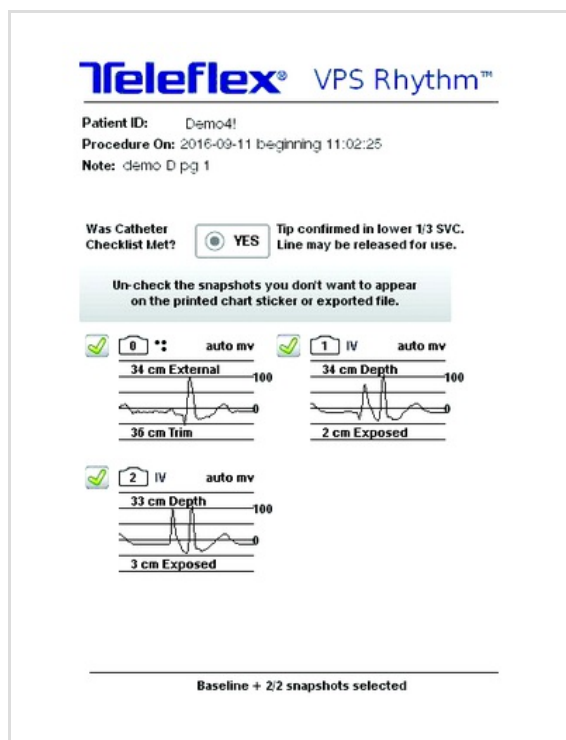 Teleflex® VPS Rhythm™
Patient ID: Demo4!
Procedure On: 2016-09-11 beginning 11:02:25
Note: demo D pg 1
Was Catheter
Checklist Met?
YES
Tip confirmed in lower 1/3 SVC.
Line may be released for use.
Un-check the snapshots you don't want to appear
on the printed chart sticker or exported file.
0 auto mv
34 cm External
100
0
36 cm Trim
1 IV auto mv
34 cm Depth
100
0
2 cm Exposed
2 IV auto mv
33 cm Depth
100
0
3 cm Exposed
Baseline + 2/2 snapshots selected